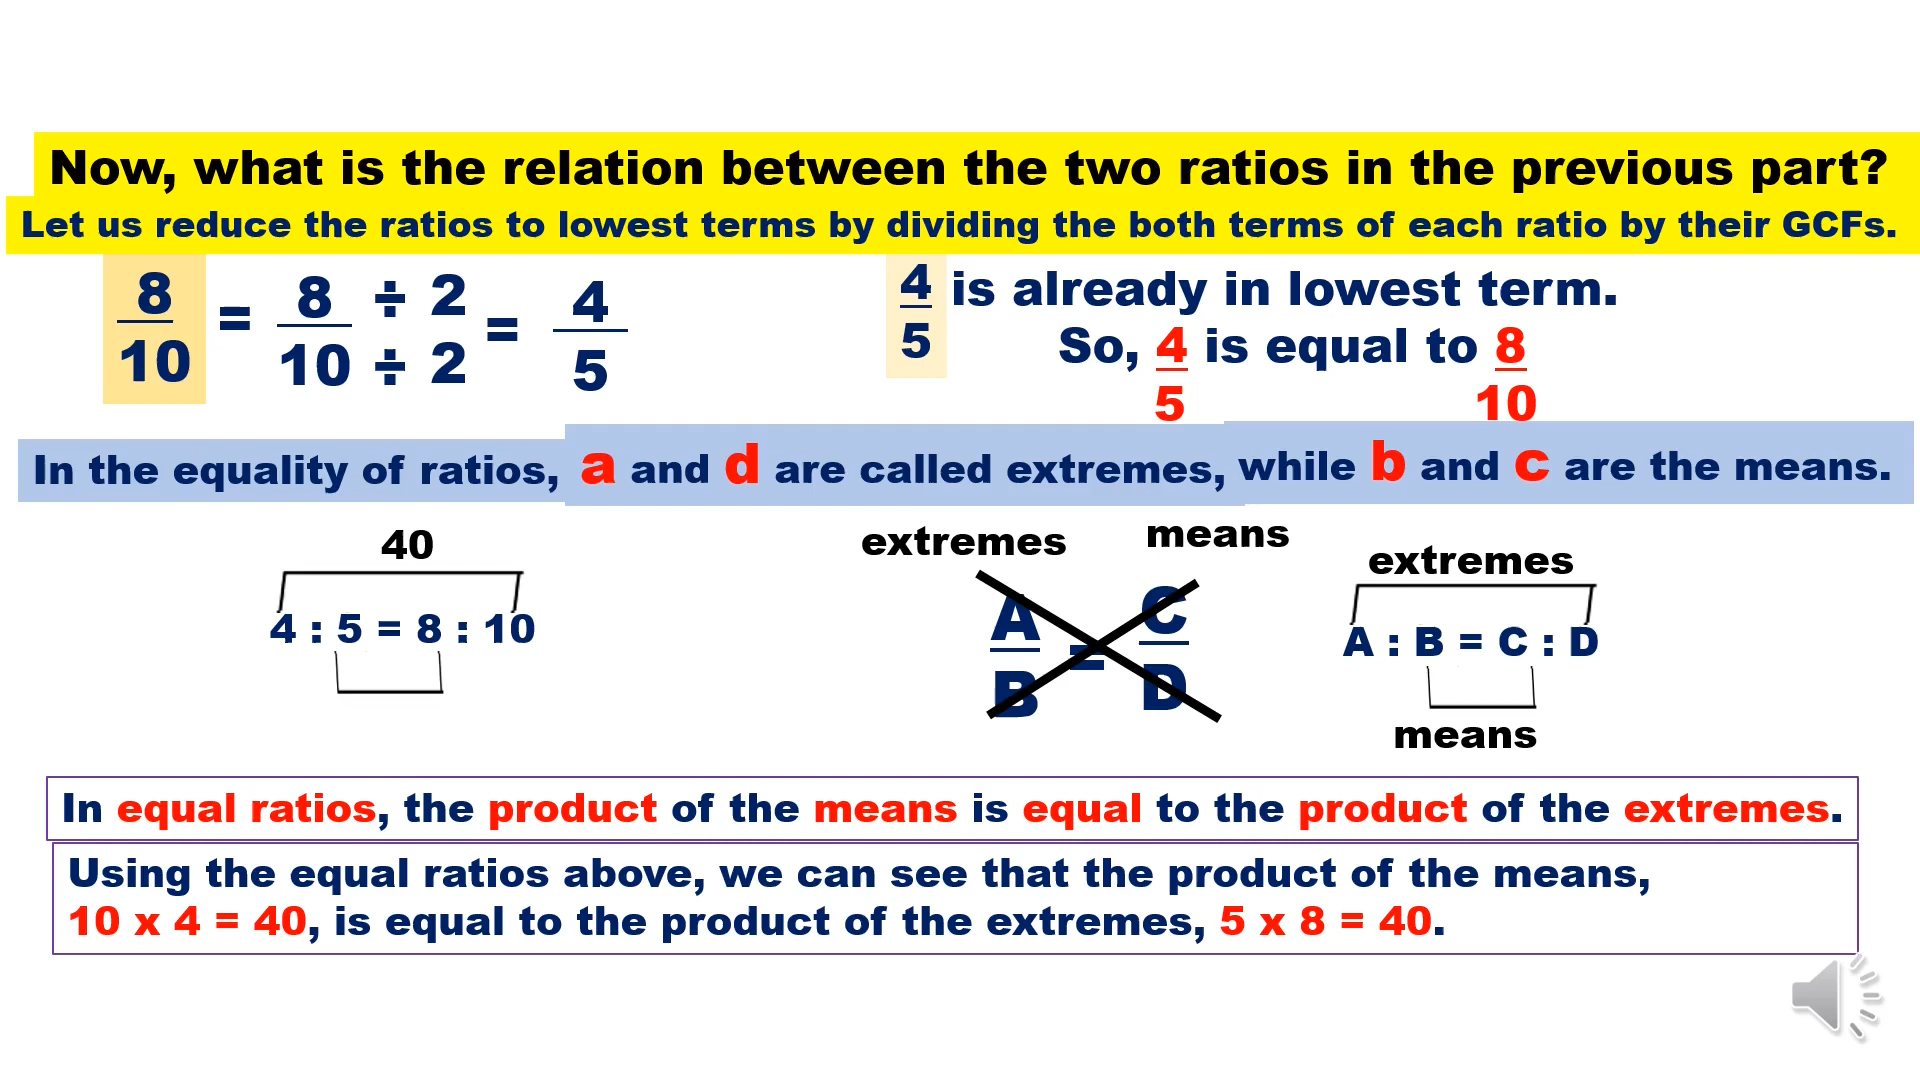 Now, what is the relation between the two ratios in the previous part?
Let us reduce the ratios to lowest terms by dividing the both terms of each ratio by their GCFs.
8/10 = 8 ÷ 2 / 10 ÷ 2 = 4/5
4/5 is already in lowest term.
So, 4/5 is equal to 8/10
In the equality of ratios, a and d are called extremes, while b and c are the means.
40
4 : 5 = 8 : 10
extremes means
A/B = C/D
extremes
A : B = C : D
means
In equal ratios, the product of the means is equal to the product of the extremes.
Using the equal ratios above, we can see that the product of the means,
10 x 4 = 40, is equal to the product of the extremes, 5 x 8 = 40.